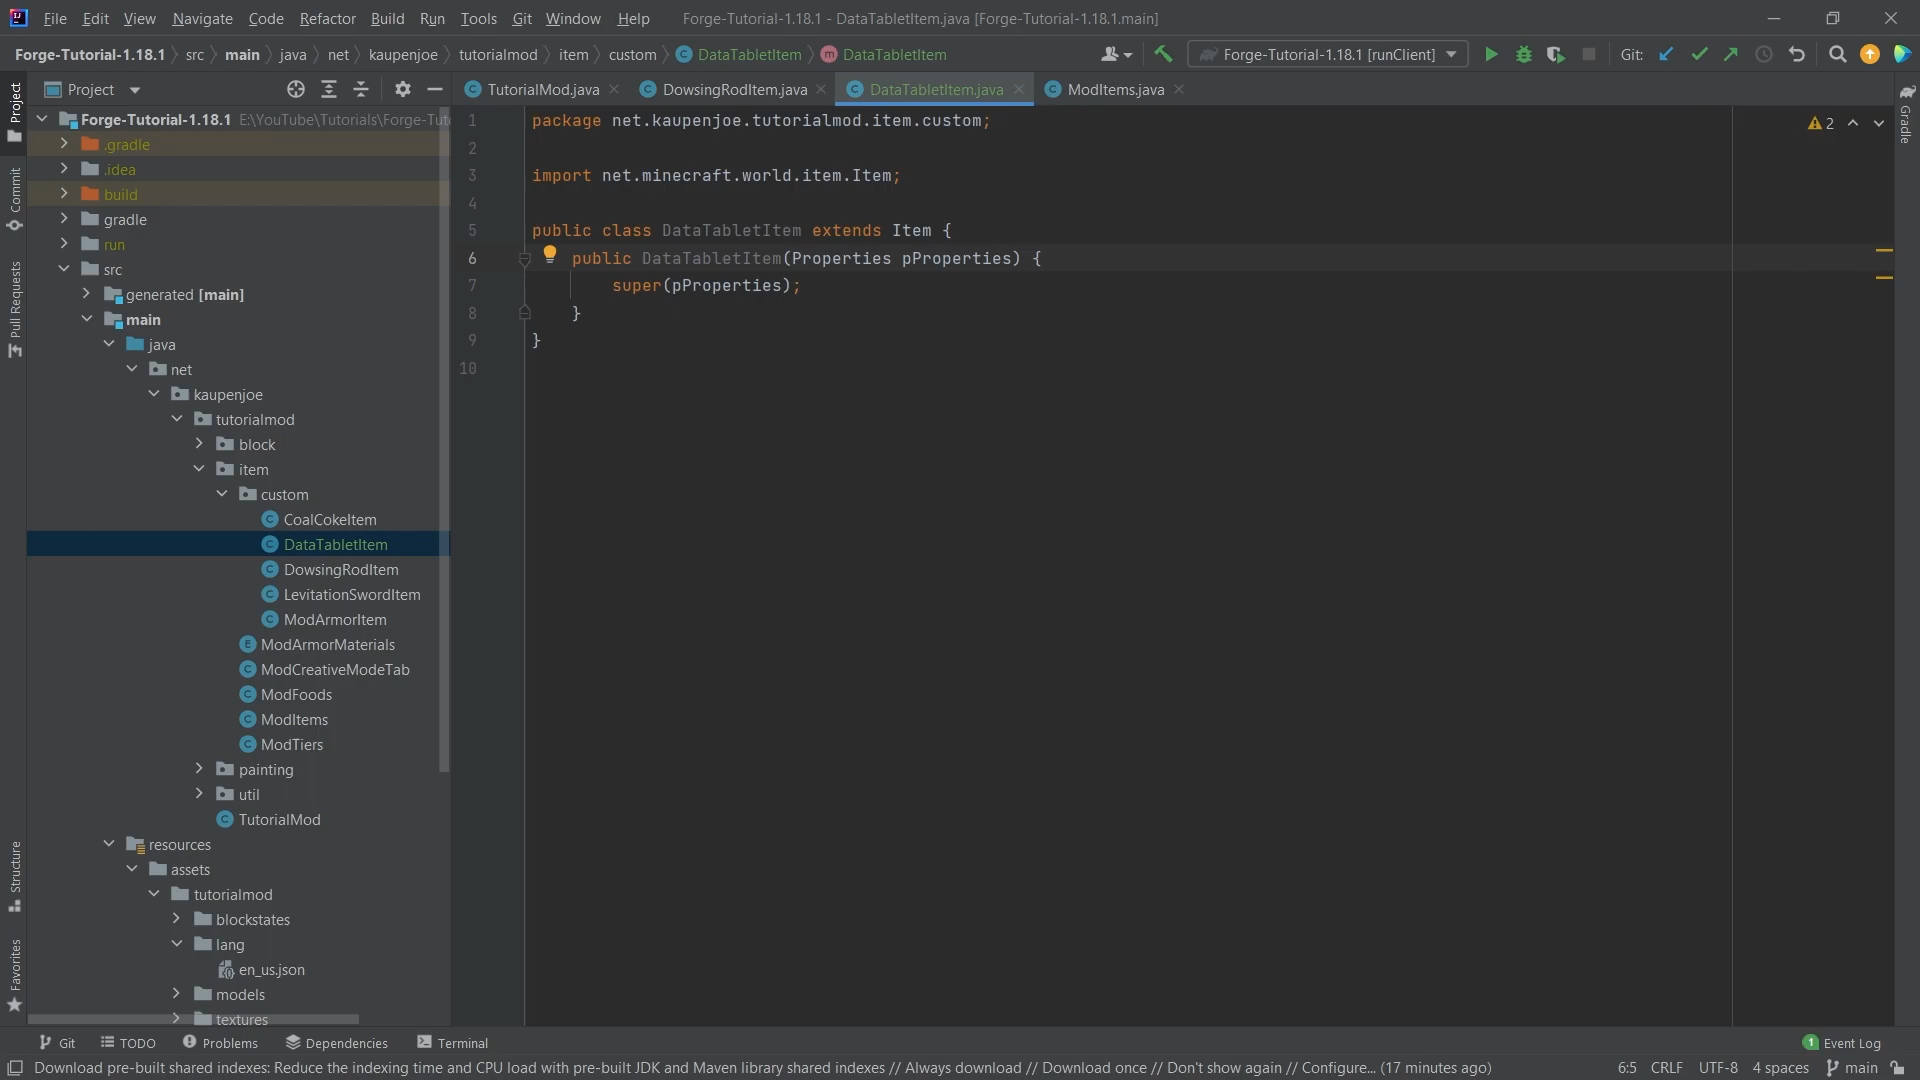 File Edit View Navigate Code Refactor Build Run Tools Git Window Help Forge-Tutorial-1.18.1 - DataTabletItem.java [Forge-Tutorial-1.18.1.main]
Forge-Tutorial-1.18.1 src main java net kaupenjoe tutorialmod item custom DataTabletItem DataTabletItem Forge-Tutorial-1.18.1 [runClient] Git:
Project
TutorialMod.java DowsingRodItem.java DataTabletItem.java ModItems.java
Project
Commit
Pull Requests
Structure
Favorites
Forge-Tutorial-1.18.1 E:\YouTube\Tutorials\Forge-Tuto
.gradle
.idea
build
gradle
run
src
generated [main]
main
java
net
kaupenjoe
tutorialmod
block
item
custom
CoalCokeItem
DataTabletItem
DowsingRodItem
LevitationSwordItem
ModArmorItem
ModArmorMaterials
ModCreativeModeTab
ModFoods
ModItems
ModTiers
painting
util
TutorialMod
resources
assets
tutorialmod
blockstates
lang
en_us.json
models
textures
1 package net.kaupenjoe.tutorialmod.item.custom;
2
3 import net.minecraft.world.item.Item;
4
5 public class DataTabletItem extends Item {
6 public DataTabletItem(Properties pProperties) {
7 super(pProperties);
8 }
9 }
10
2
Gradle
Git TODO Problems Dependencies Terminal 1 Event Log
Download pre-built shared indexes: Reduce the indexing time and CPU load with pre-built JDK and Maven library shared indexes // Always download // Download once // Don't show again // Configure... (17 minutes ago) 6:5 CRLF UTF-8 4 spaces main